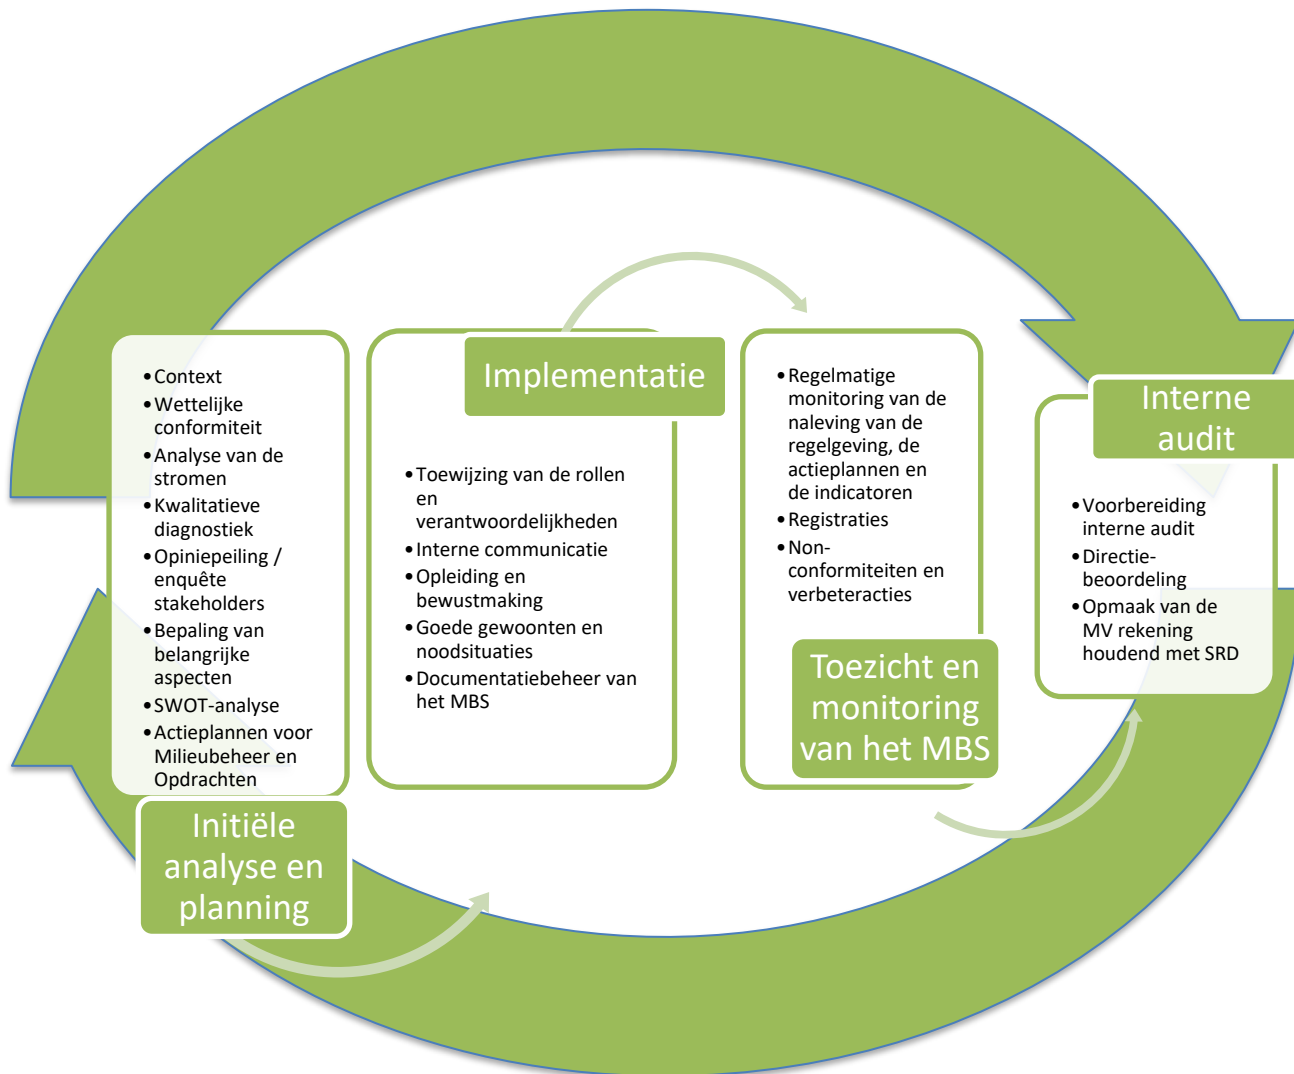 •Context
•Wettelijke
conformiteit
•Analyse van de
stromen
•Kwalitatieve
diagnostiek
•Opiniepeiling /
enquête
stakeholders
•Bepaling van
belangrijke
aspecten
•SWOT-analyse
•Actieplannen voor
Milieubeheer en
Opdrachten
Initiële
analyse en
planning
Implementatie
•Toewijzing van de rollen
en
verantwoordelijkheden
•Interne communicatie
•Opleiding en
bewustmaking
•Goede gewoonten en
noodsituaties
•Documentatiebeheer van
het MBS
•Regelmatige
monitoring van de
naleving van de
regelgeving, de
actieplannen en
de indicatoren
•Registraties
•Non-
conformiteiten en
verbeteracties
Toezicht en
monitoring
van het MBS
Interne
audit
•Voorbereiding
interne audit
•Directie-
beoordeling
•Opmaak van de
MV rekening
houdend met SRD